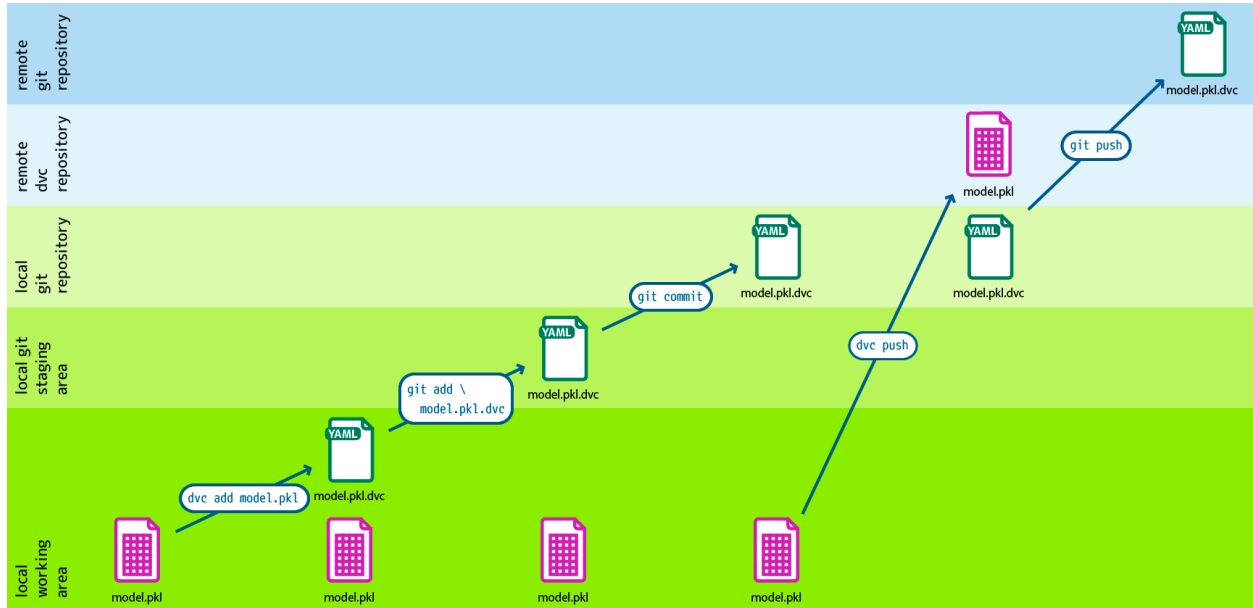 remote
git
repository
YAML
model.pkl.dvc
remote
dvc
repository
model.pkl
git push
local
git
repository
YAML
model.pkl.dvc
YAML
model.pkl.dvc
git commit
local git
staging
area
YAML
model.pkl.dvc
dvc push
git add \
model.pkl.dvc
local
working
area
YAML
model.pkl.dvc
dvc add model.pkl
model.pkl
model.pkl
model.pkl
model.pkl